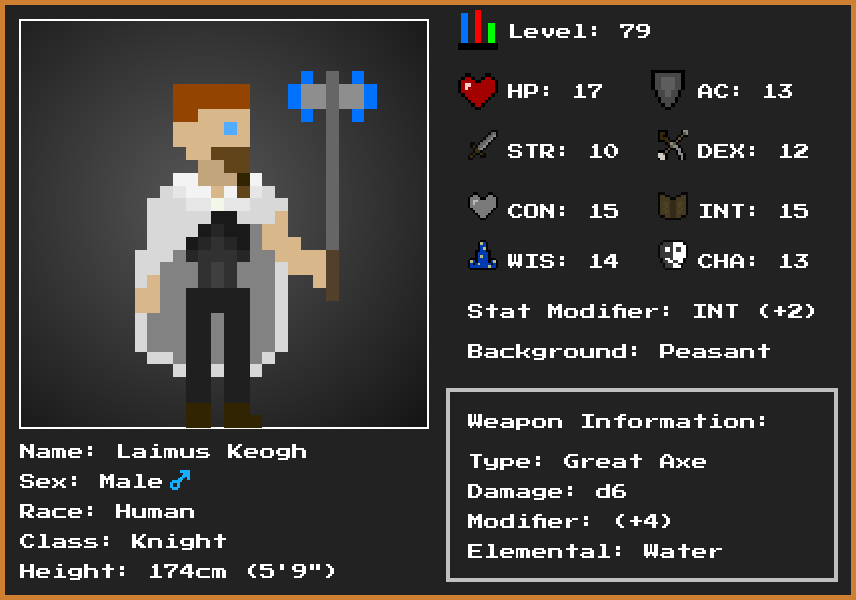 Level: 79
HP: 17 AC: 13
STR: 10 DEX: 12
CON: 15 INT: 15
WIS: 14 CHA: 13
Stat Modifier: INT (+2)
Background: Peasant
Weapon Information:
Type: Great Axe
Damage: d6
Modifier: (+4)
Elemental: Water
Name: Laimus Keogh
Sex: Male ♂
Race: Human
Class: Knight
Height: 174cm (5'9")